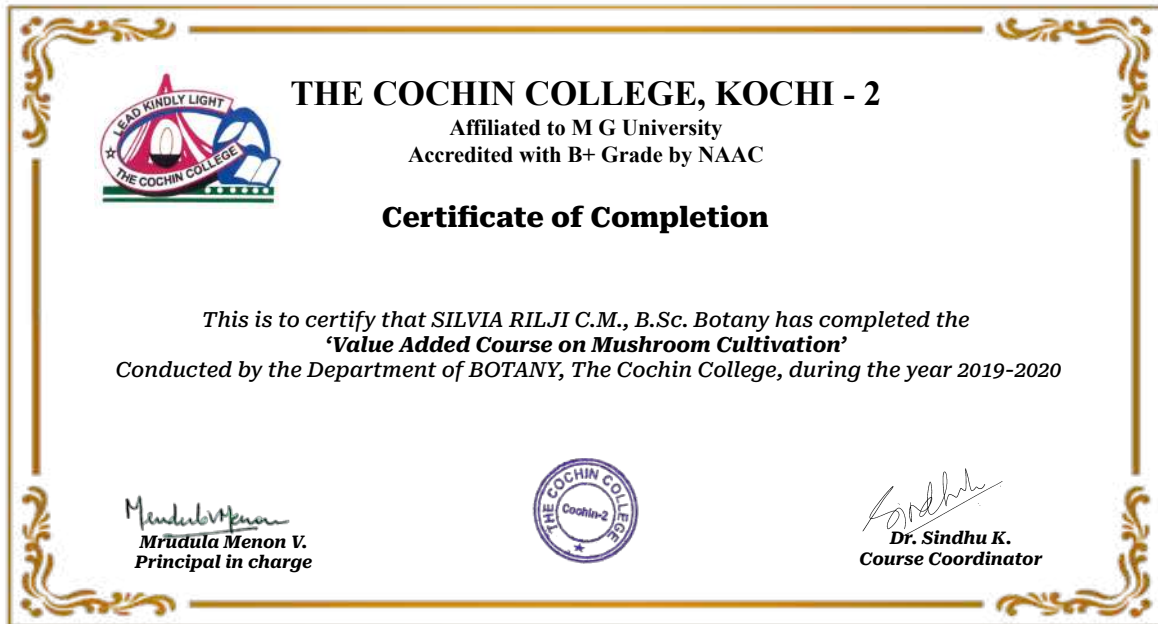 THE COCHIN COLLEGE, KOCHI - 2
Affiliated to M G University
Accredited with B+ Grade by NAAC
LEAD KINDLY LIGHT
THE COCHIN COLLEGE
Certificate of Completion
This is to certify that SILVIA RILJI C.M., B.Sc. Botany has completed the
‘Value Added Course on Mushroom Cultivation’
Conducted by the Department of BOTANY, The Cochin College, during the year 2019-2020
THE COCHIN COLLEGE
Cochin-2
Sindhu
Mrudula Menon V.
Principal in charge
Dr. Sindhu K.
Course Coordinator